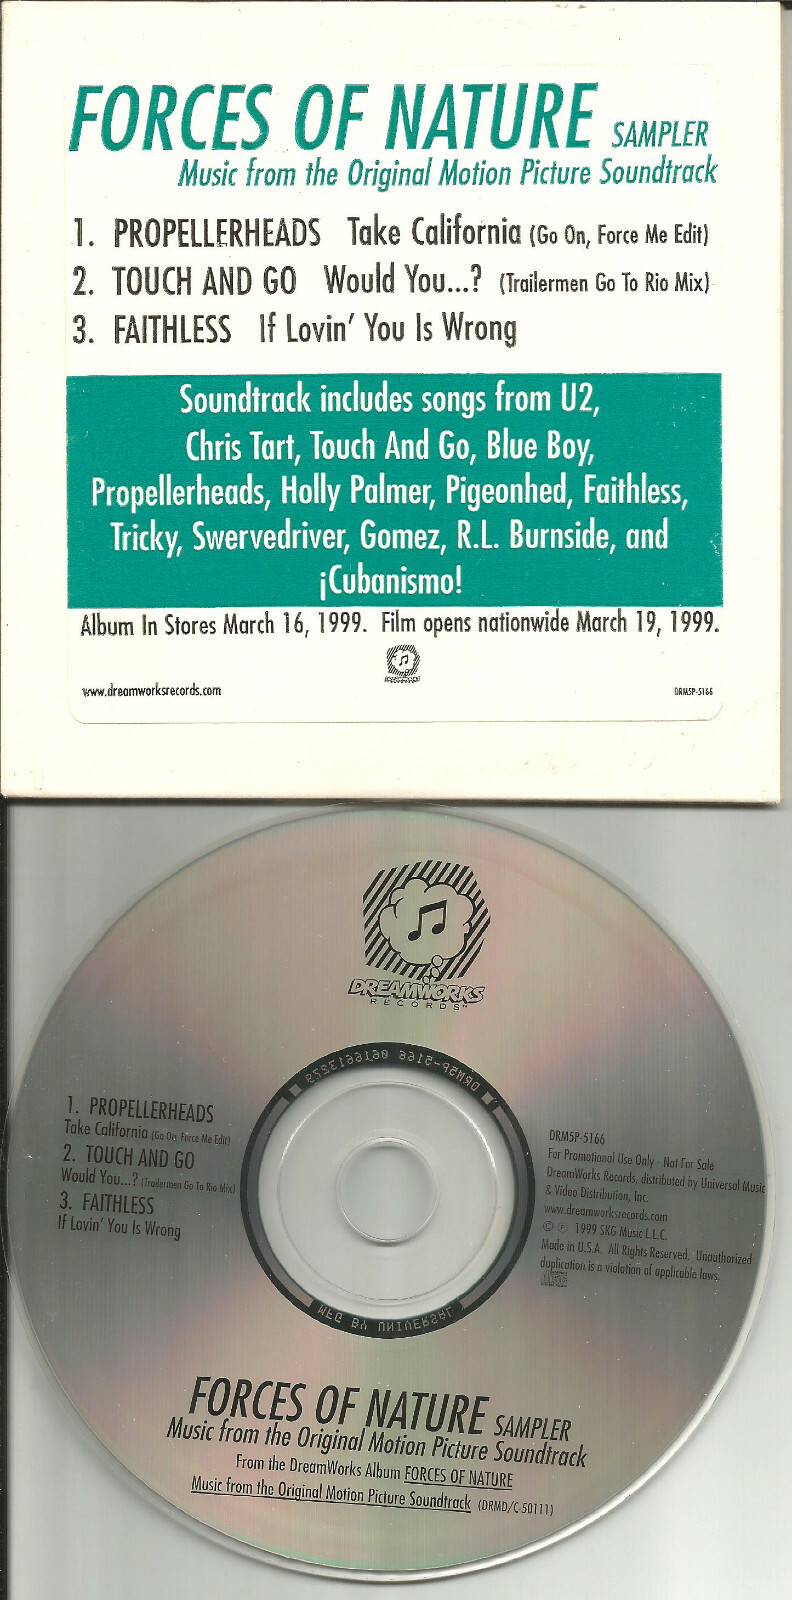 FORCES OF NATURE SAMPLER
Music from the Original Motion Picture Soundtrack
1. PROPELLERHEADS Take California (Go On, Force Me Edit)
2. TOUCH AND GO Would You...? (Trailermen Go To Rio Mix)
3. FAITHLESS If Lovin' You Is Wrong
Soundtrack includes songs from U2,
Chris Tart, Touch And Go, Blue Boy,
Propellerheads, Holly Palmer, Pigeonhed, Faithless,
Tricky, Swervedriver, Gomez, R.L. Burnside, and
¡Cubanismo!
Album In Stores March 16, 1999. Film opens nationwide March 19, 1999.
www.dreamworksrecords.com
DRM5P-5166
DREAMWORKS
RECORDS™
DRM5P-5166
1. PROPELLERHEADS
Take California (Go On, Force Me Edit)
2. TOUCH AND GO
Would You...? (Trailermen Go To Rio Mix)
3. FAITHLESS
If Lovin' You Is Wrong
DRM5P-5166
For Promotional Use Only - Not For Sale
DreamWorks Records, distributed by Universal Music
& Video Distribution, Inc.
www.dreamworksrecords.com
© ℗ 1999 SKG Music L.L.C.
Made in U.S.A. All Rights Reserved. Unauthorized
duplication is a violation of applicable laws.
MFG BY UNIVERSAL
FORCES OF NATURE SAMPLER
Music from the Original Motion Picture Soundtrack
From the DreamWorks Album FORCES OF NATURE
Music from the Original Motion Picture Soundtrack (DRMD/C-50111)